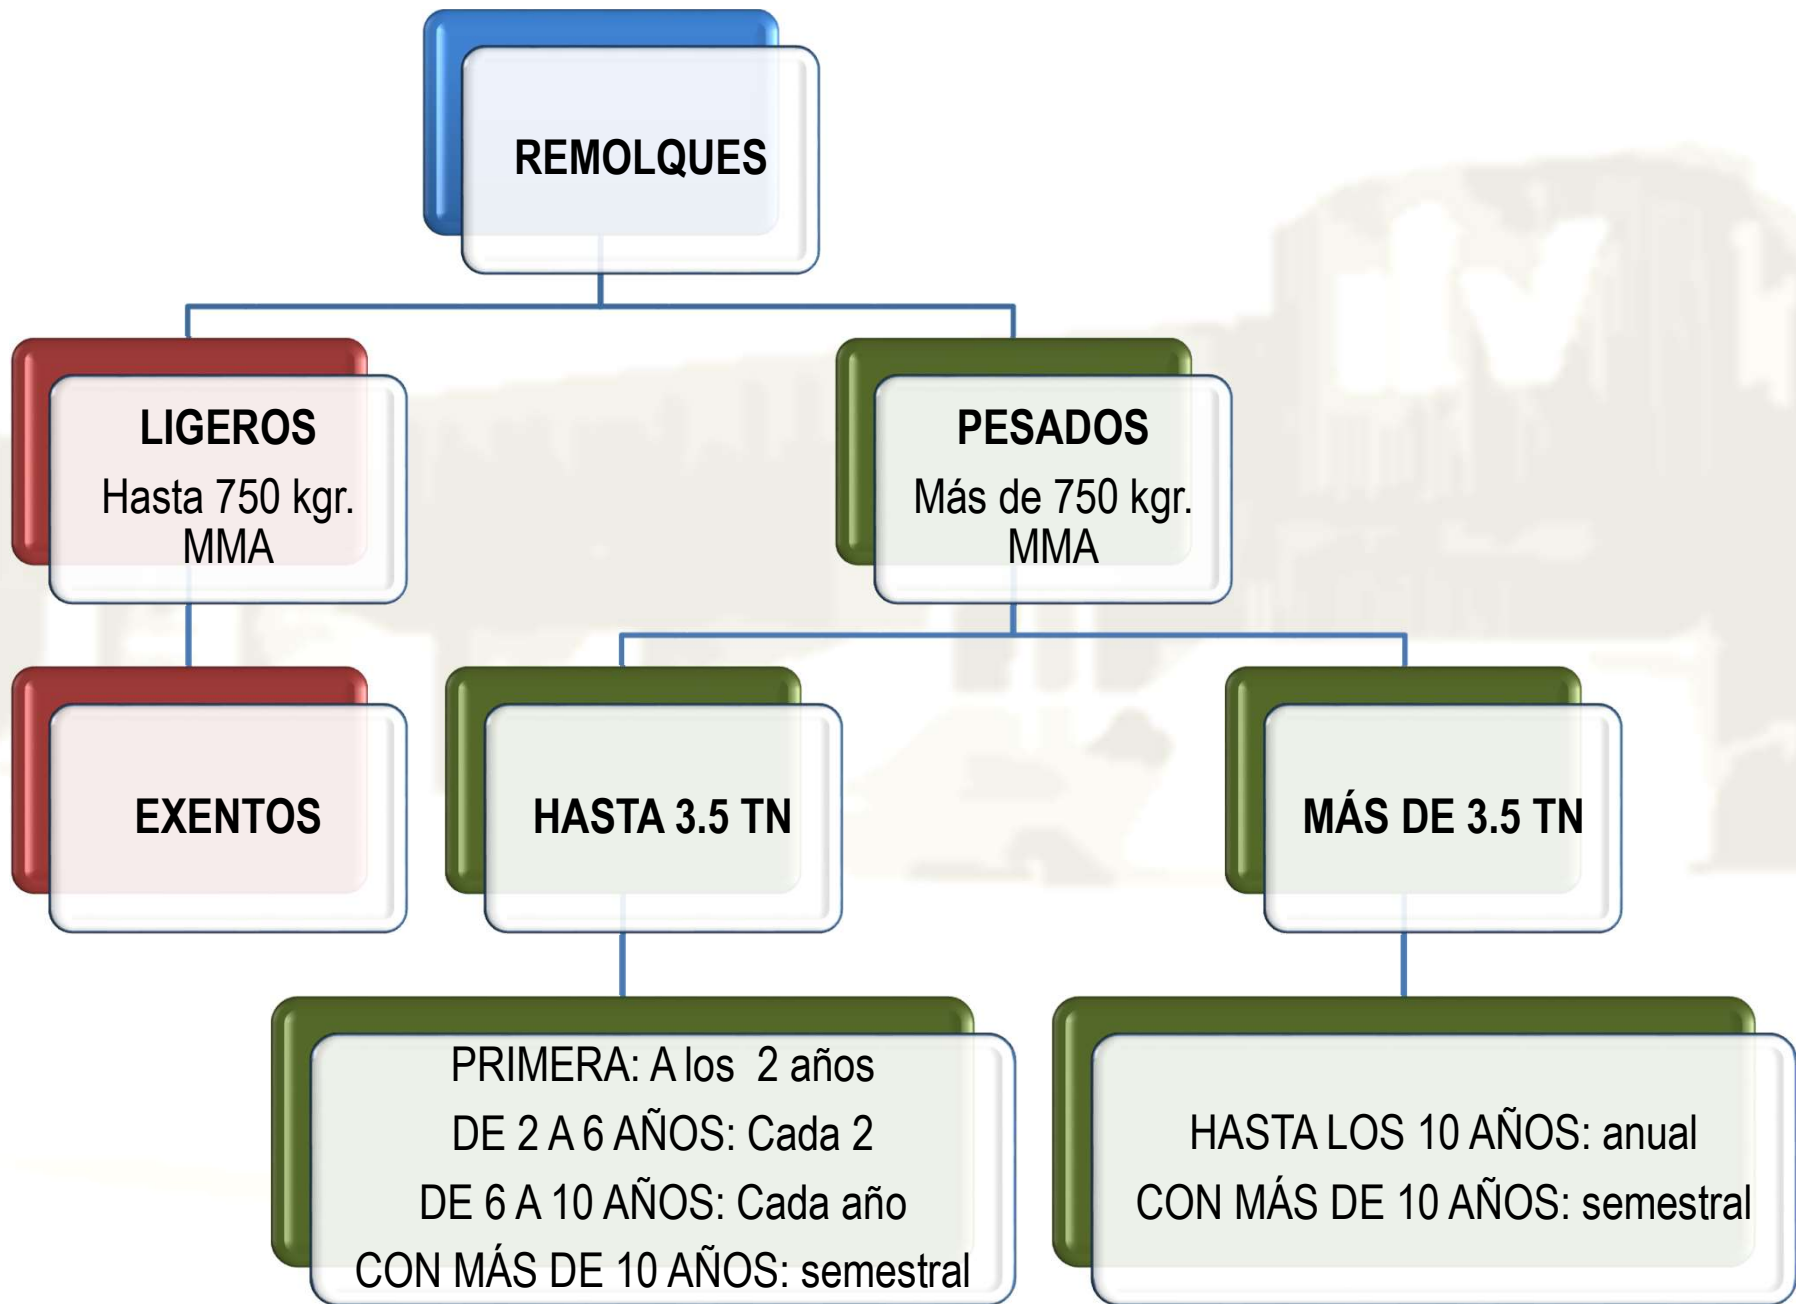 REMOLQUES
LIGEROS
Hasta 750 kgr.
MMA
PESADOS
Más de 750 kgr.
MMA
EXENTOS
HASTA 3.5 TN
MÁS DE 3.5 TN
PRIMERA: A los 2 años
DE 2 A 6 AÑOS: Cada 2
DE 6 A 10 AÑOS: Cada año
CON MÁS DE 10 AÑOS: semestral
HASTA LOS 10 AÑOS: anual
CON MÁS DE 10 AÑOS: semestral